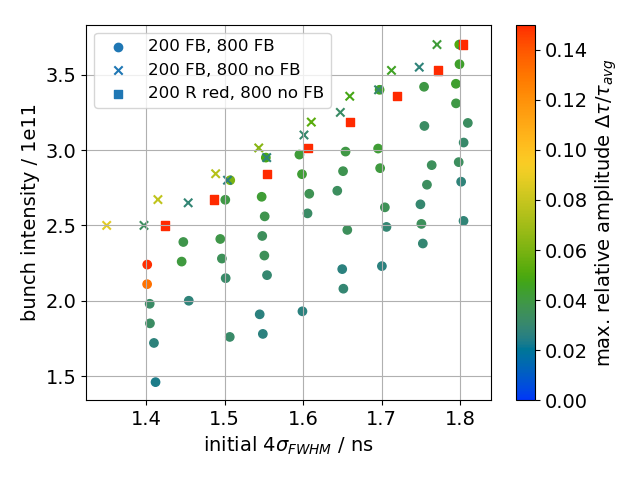 200 FB, 800 FB
200 FB, 800 no FB
200 R red, 800 no FB
bunch intensity / 1e11
3.5
3.0
2.5
2.0
1.5
1.4 1.5 1.6 1.7 1.8
initial 4σ_FWHM / ns
0.14
0.12
0.10
0.08
0.06
0.04
0.02
0.00
max. relative amplitude Δτ/τ_avg